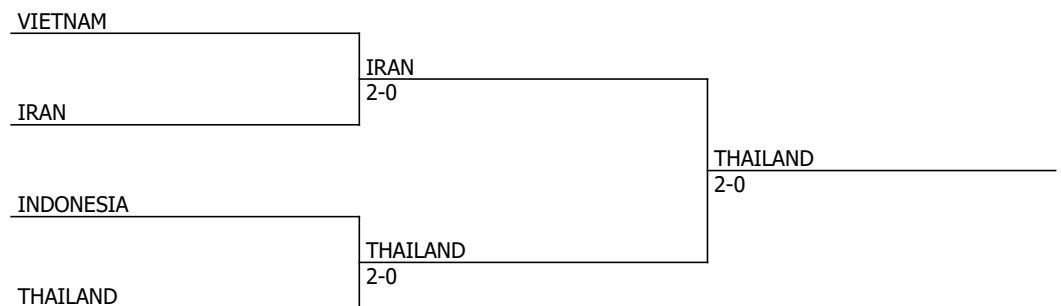 VIETNAM
IRAN
2-0
IRAN
THAILAND
2-0
INDONESIA
THAILAND
2-0
THAILAND